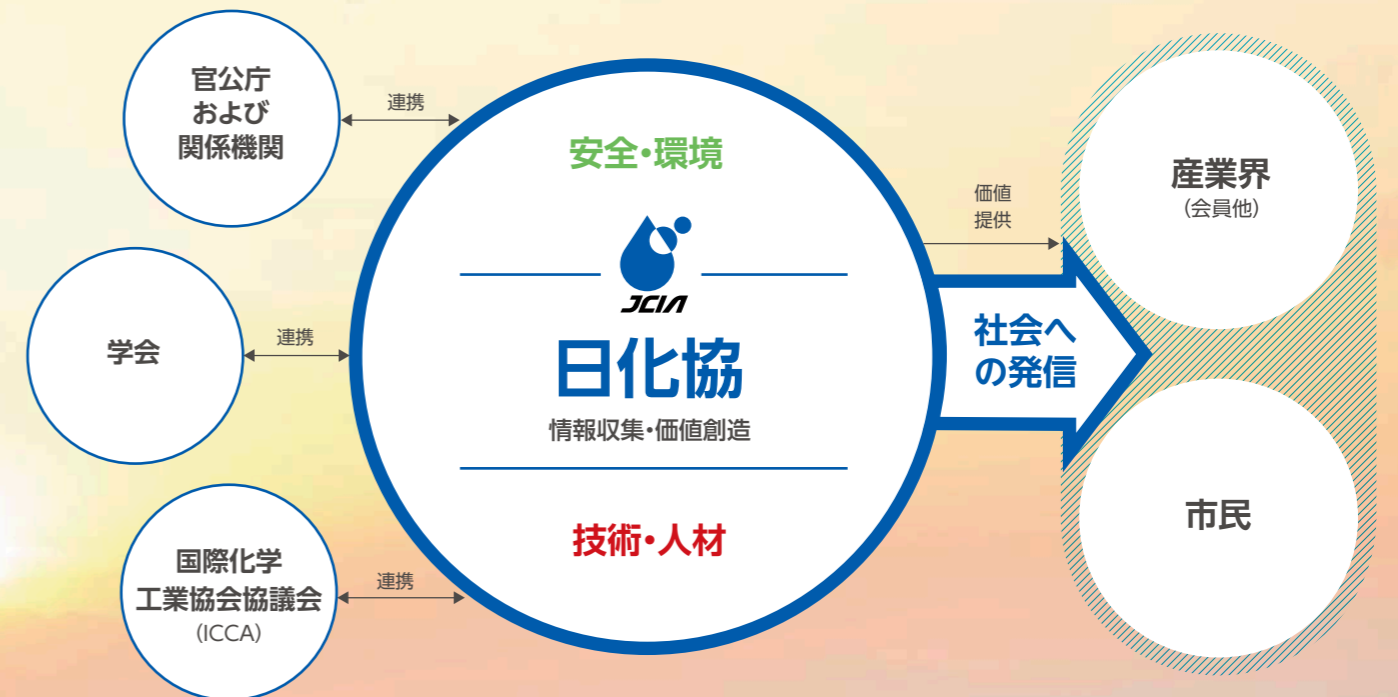 官公庁
および
関係機関
連携
学会
連携
国際化学
工業協会協議会
(ICCA)
連携
安全・環境
JCIA
日化協
情報収集・価値創造
技術・人材
価値
提供
社会へ
の発信
産業界
(会員他)
市民